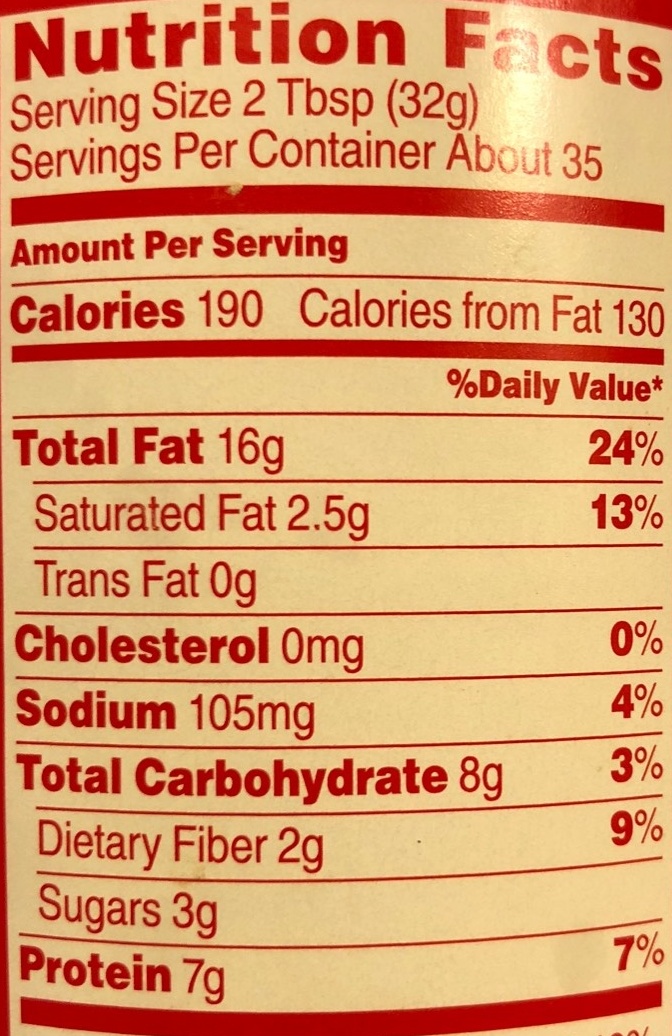 Nutrition Facts
Serving Size 2 Tbsp (32g)
Servings Per Container About 35
Amount Per Serving
Calories 190 Calories from Fat 130
%Daily Value*
Total Fat 16g 24%
Saturated Fat 2.5g 13%
Trans Fat 0g
Cholesterol 0mg 0%
Sodium 105mg 4%
Total Carbohydrate 8g 3%
Dietary Fiber 2g 9%
Sugars 3g
Protein 7g 7%